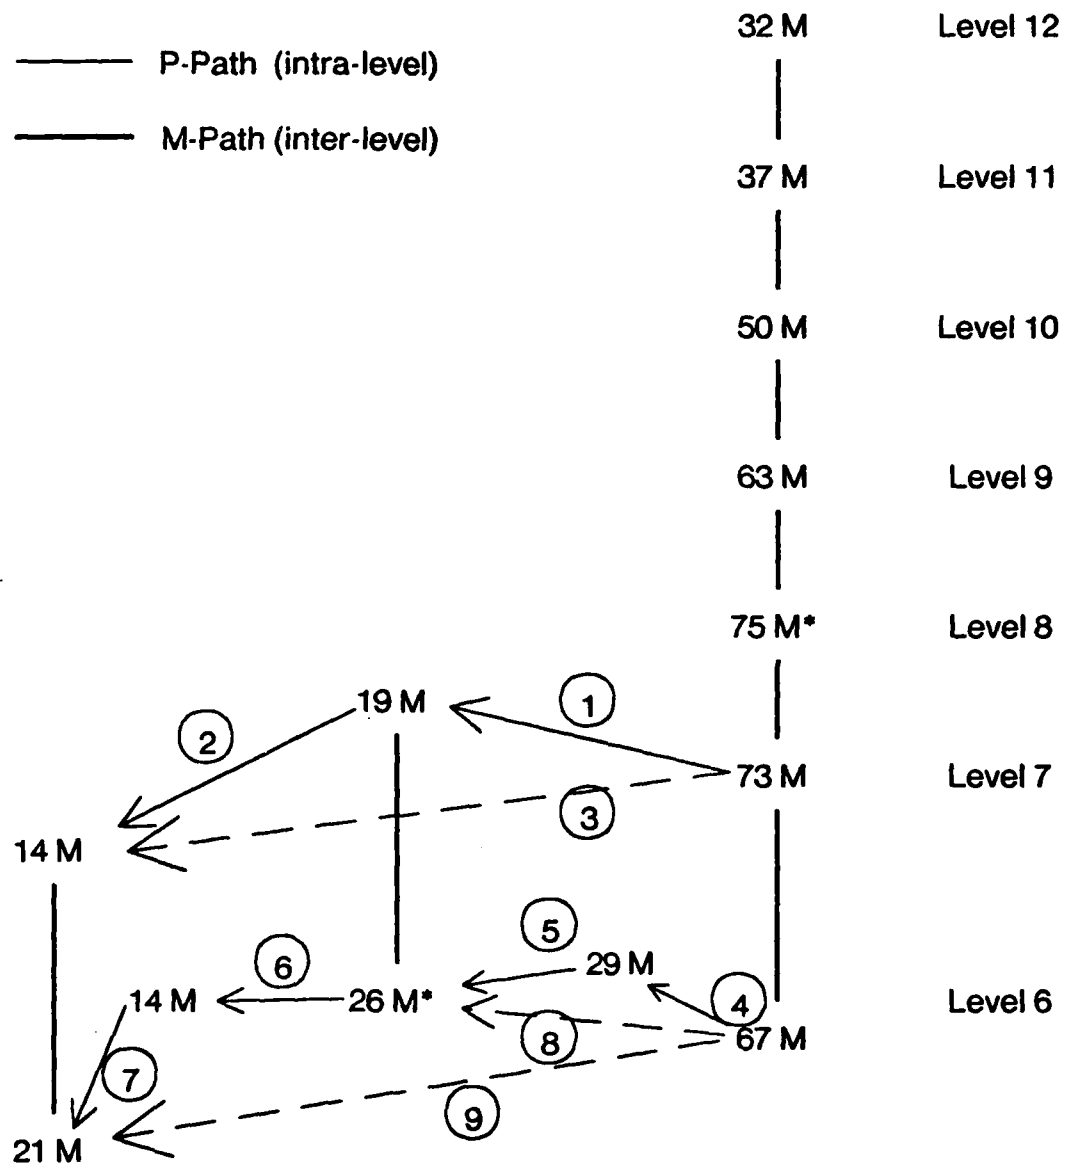 32 M Level 12
P-Path (intra-level)
M-Path (inter-level)
37 M Level 11
50 M Level 10
63 M Level 9
75 M* Level 8
19 M 1
2
73 M Level 7
3
14 M
5
6 29 M
14 M 26 M* 4 Level 6
8 67 M
7
9
21 M